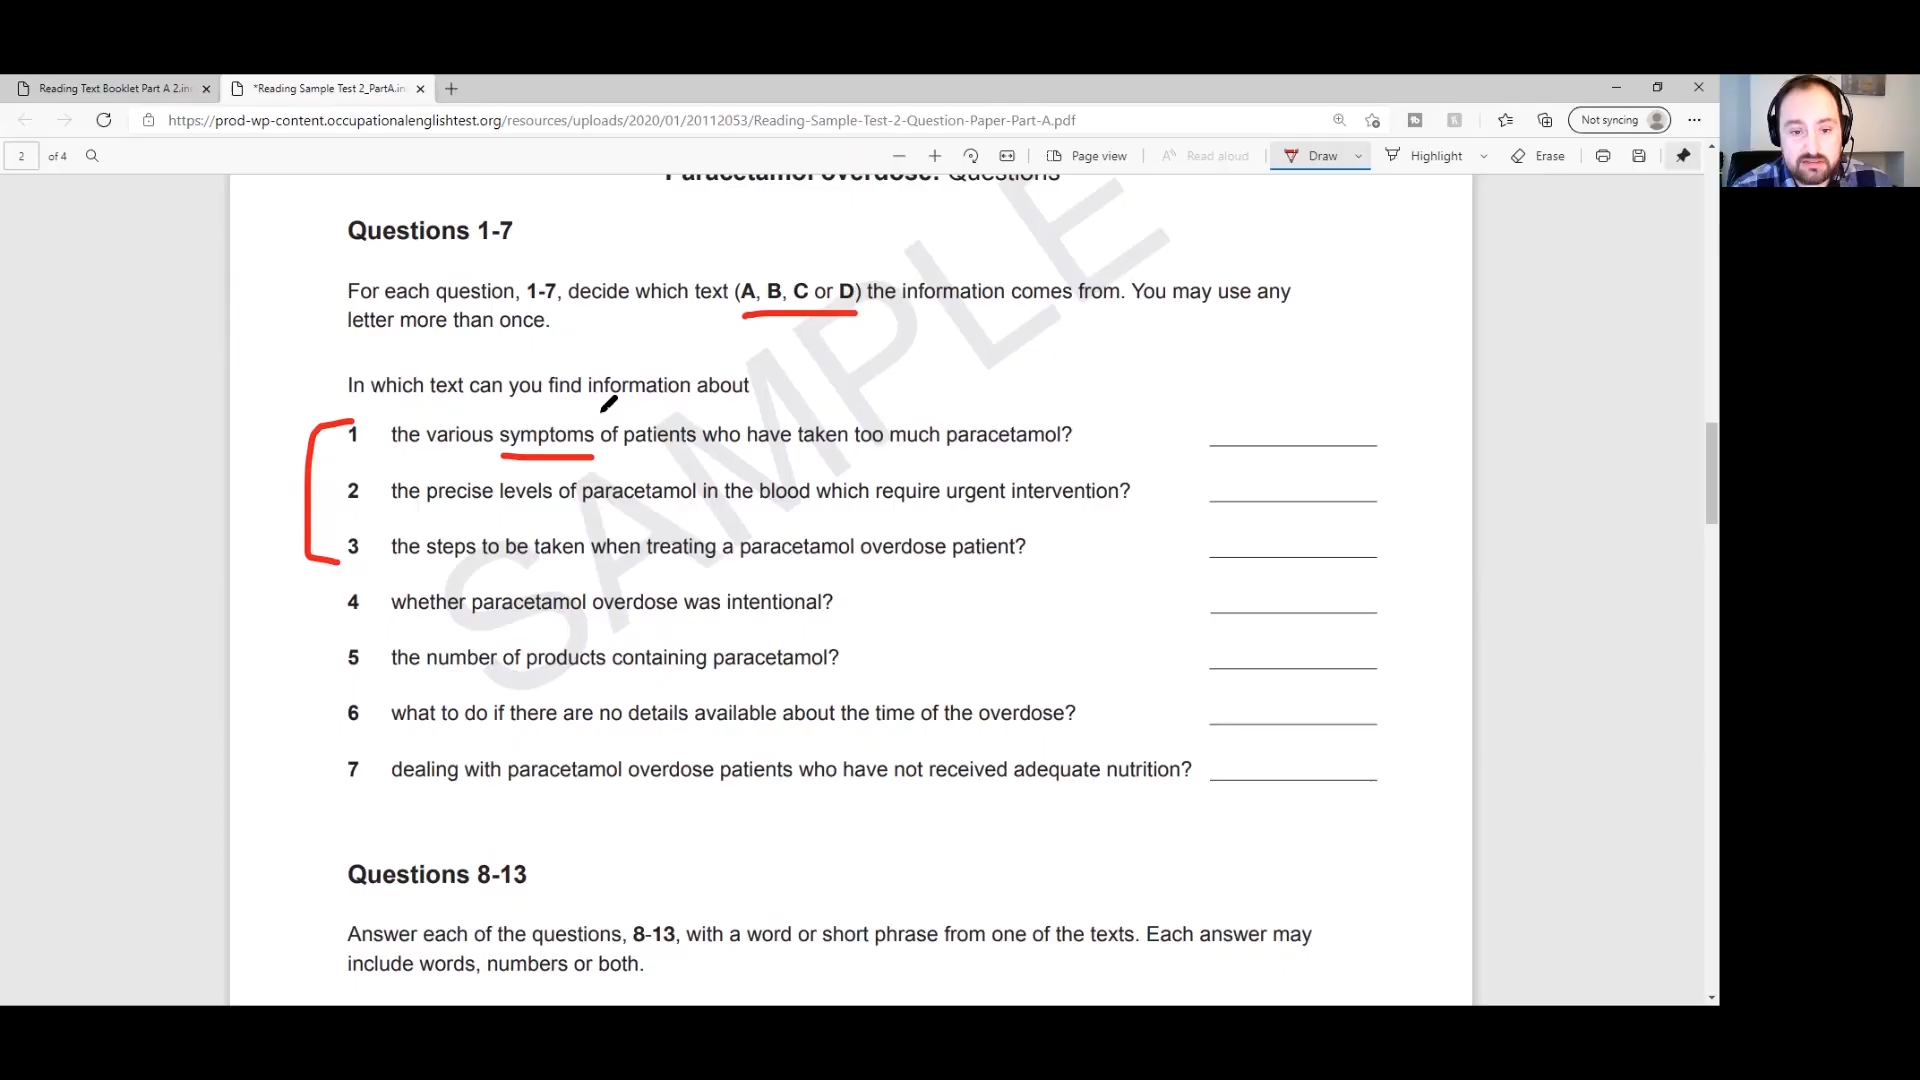 Reading Text Booklet Part A 2.in
*Reading Sample Test 2_PartA.in
https://prod-wp-content.occupationalenglishtest.org/resources/uploads/2020/01/20112053/Reading-Sample-Test-2-Question-Paper-Part-A.pdf
Not syncing
2 of 4
Page view
Read aloud
Draw
Highlight
Erase
Paracetamol overdose: Questions
Questions 1-7
For each question, 1-7, decide which text (A, B, C or D) the information comes from. You may use any
letter more than once.
In which text can you find information about
1 the various symptoms of patients who have taken too much paracetamol?
2 the precise levels of paracetamol in the blood which require urgent intervention?
3 the steps to be taken when treating a paracetamol overdose patient?
4 whether paracetamol overdose was intentional?
5 the number of products containing paracetamol?
6 what to do if there are no details available about the time of the overdose?
7 dealing with paracetamol overdose patients who have not received adequate nutrition?
SAMPLE
Questions 8-13
Answer each of the questions, 8-13, with a word or short phrase from one of the texts. Each answer may
include words, numbers or both.